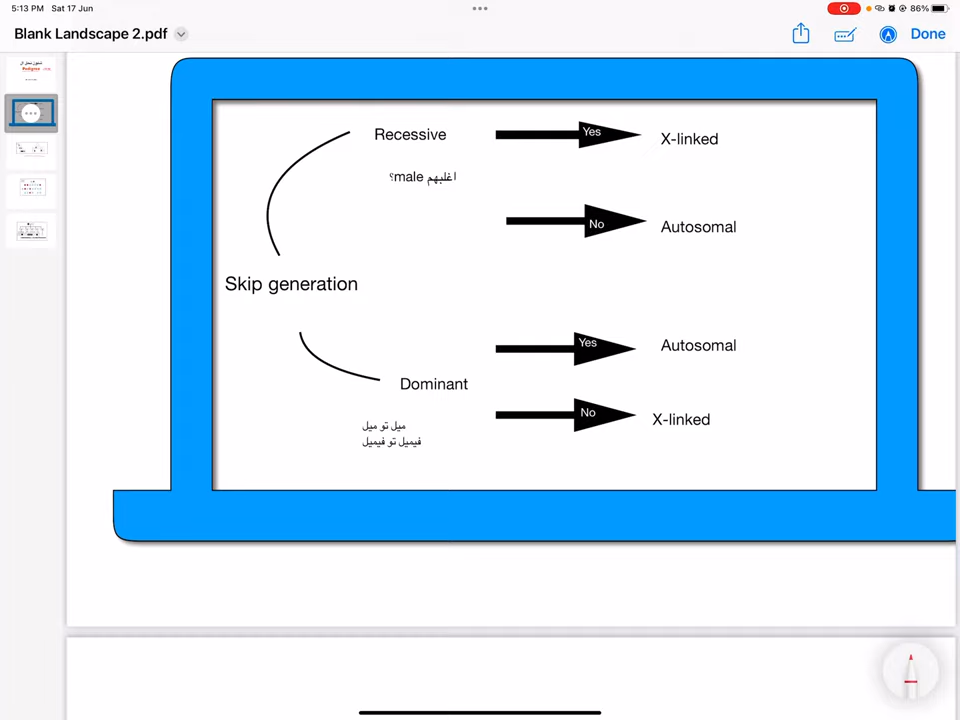 5:13 PM Sat 17 Jun
86%
Blank Landscape 2.pdf
Done
Recessive
Yes
X-linked
اغلبهم male؟
No
Autosomal
Skip generation
Yes
Autosomal
Dominant
No
X-linked
ميل تو ميل
فيميل تو فيميل